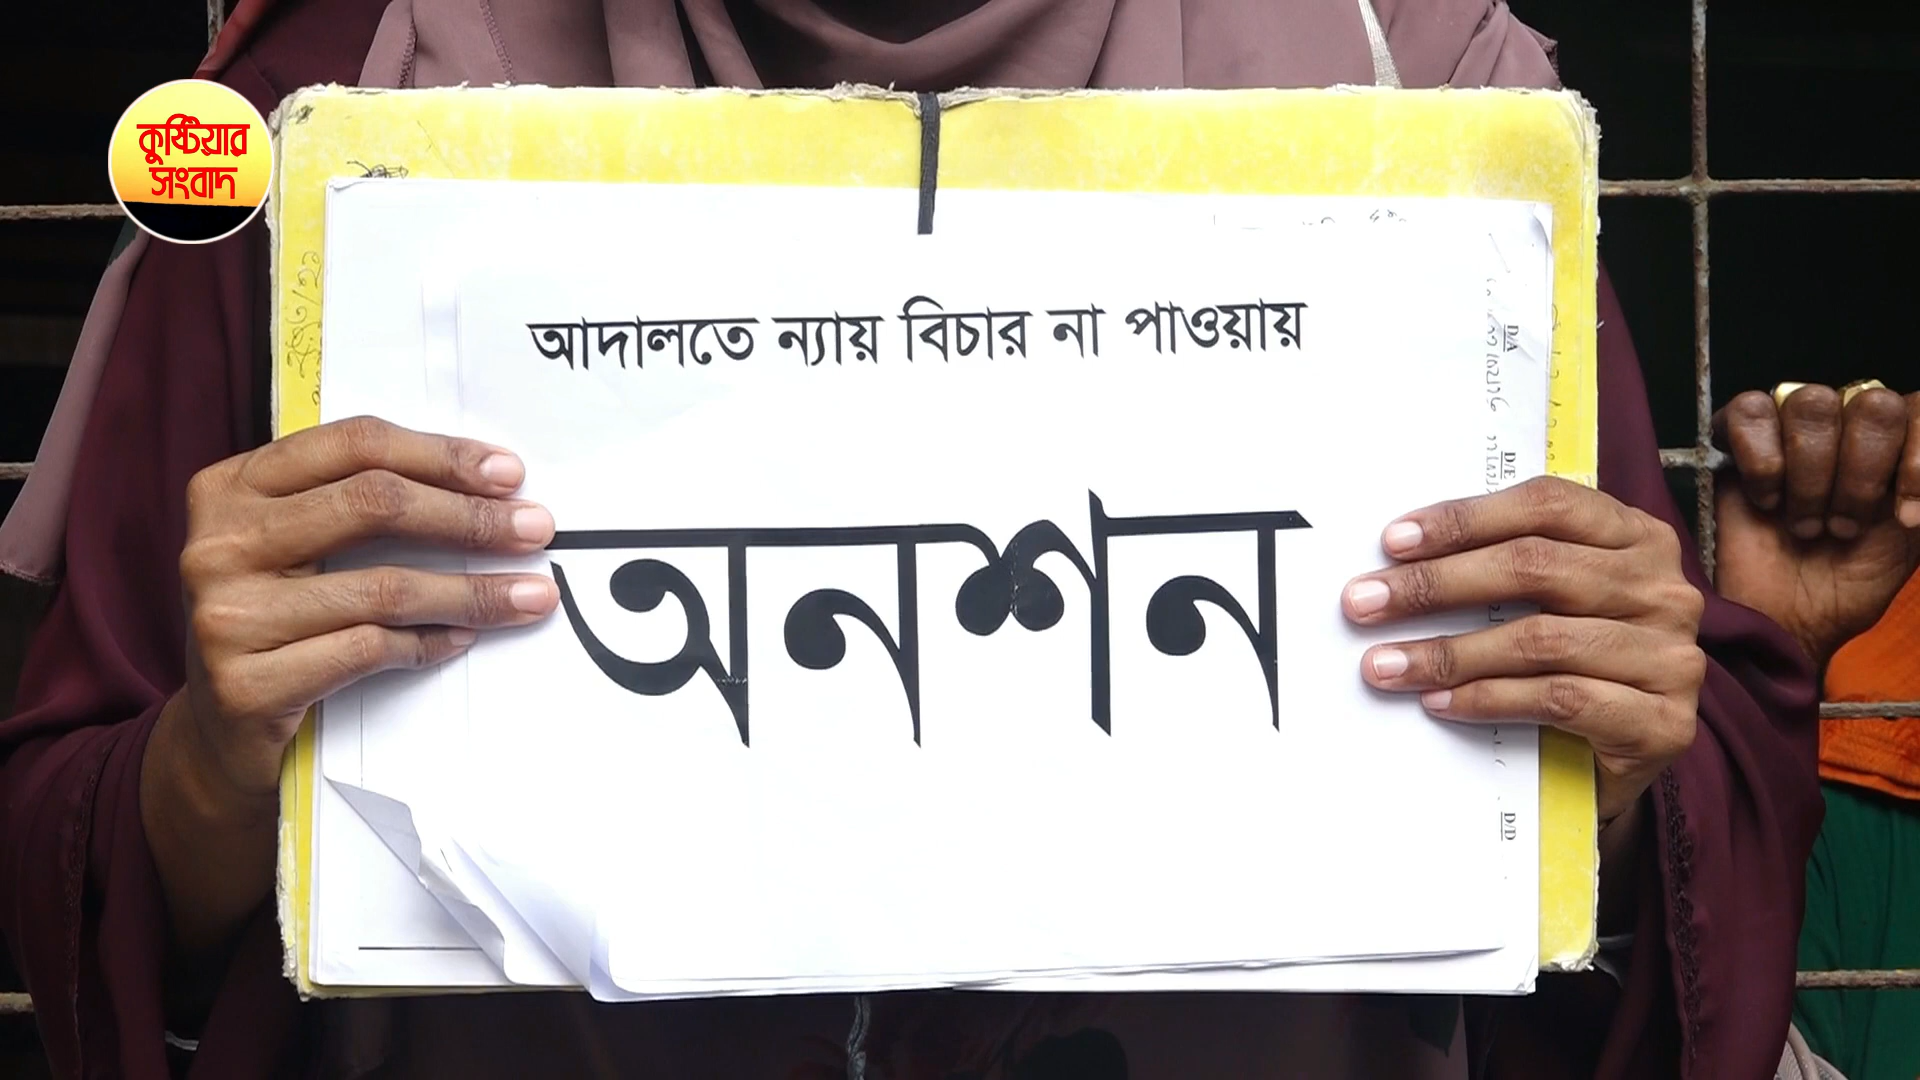 কুষ্টিয়ার
সংবাদ
আদালতে ন্যায় বিচার না পাওয়ায়
অনশন
D/A
D/E
D/D